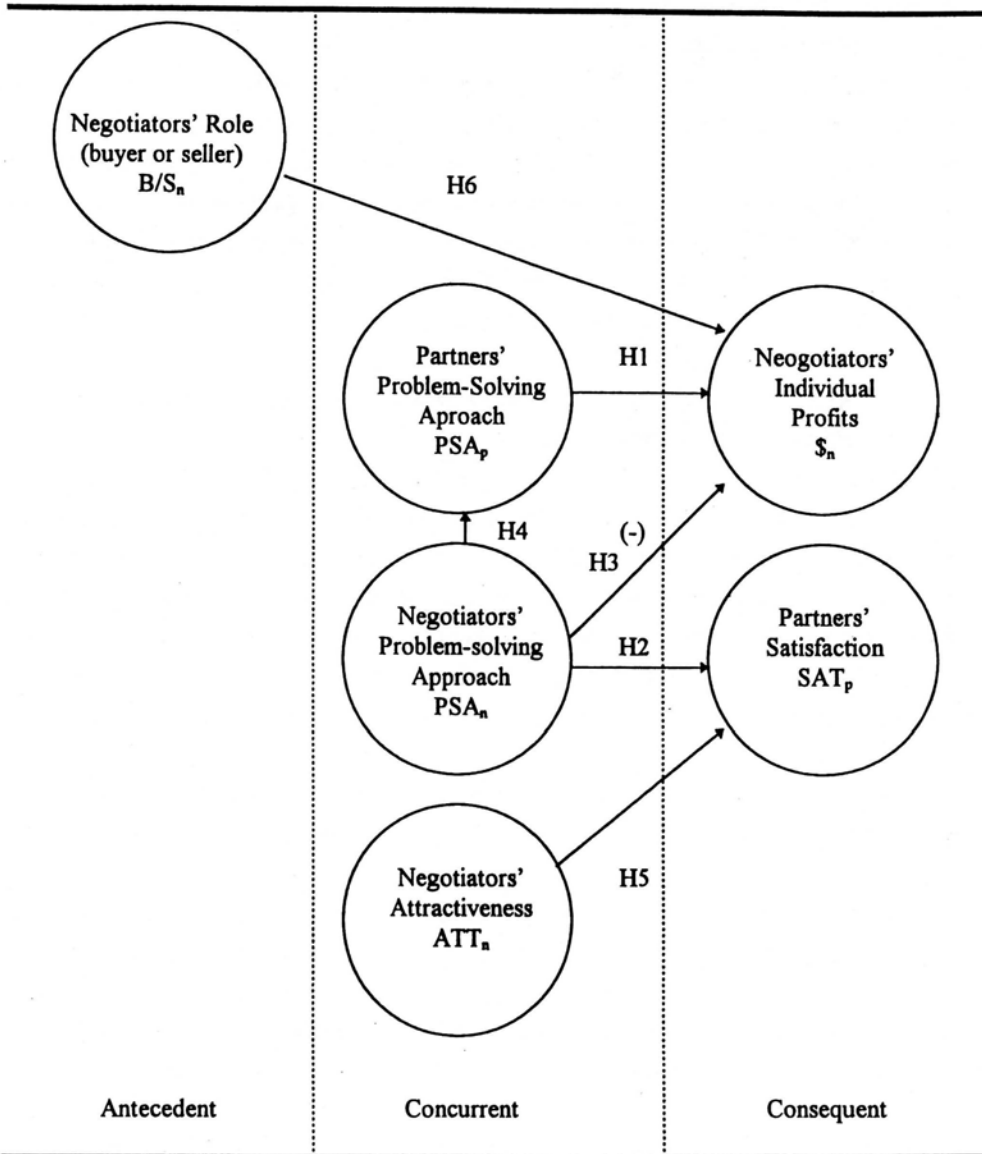 Negotiators' Role
(buyer or seller)
B/Sₙ
H6
Partners'
Problem-Solving
Aproach
PSAₚ
H1
Neogotiators'
Individual
Profits
$ₙ
H4
(-)
H3
Negotiators'
Problem-solving
Approach
PSAₙ
H2
Partners'
Satisfaction
SATₚ
Negotiators'
Attractiveness
ATTₙ
H5
Antecedent
Concurrent
Consequent